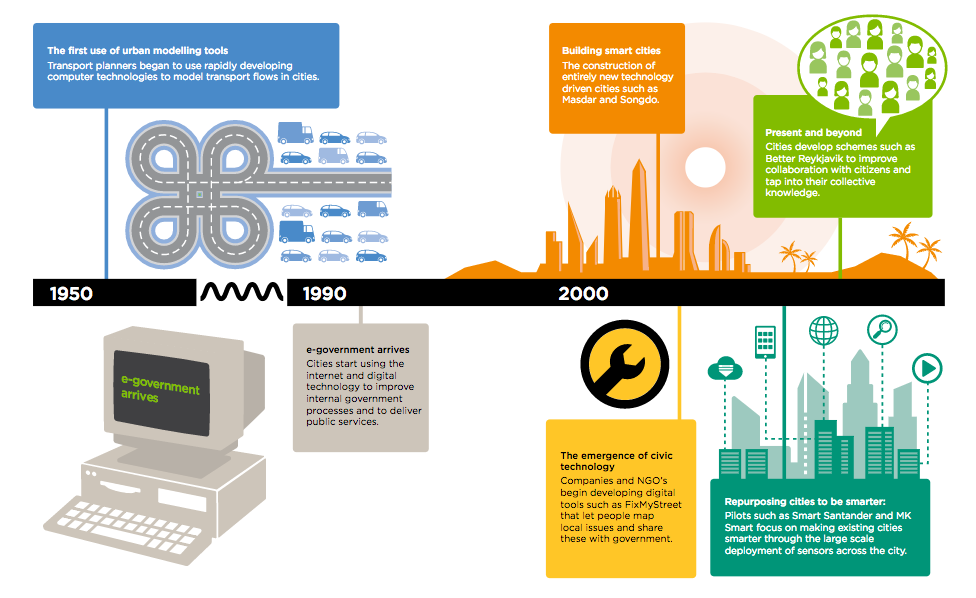 The first use of urban modelling tools
Transport planners began to use rapidly developing
computer technologies to model transport flows in cities.
Building smart cities
The construction of
entirely new technology
driven cities such as
Masdar and Songdo.
Present and beyond
Cities develop schemes such as
Better Reykjavik to improve
collaboration with citizens and
tap into their collective
knowledge.
1950
1990
2000
e-government
arrives
e-government arrives
Cities start using the
internet and digital
technology to improve
internal government
processes and to deliver
public services.
The emergence of civic
technology
Companies and NGO's
begin developing digital
tools such as FixMyStreet
that let people map
local issues and share
these with government.
Repurposing cities to be smarter:
Pilots such as Smart Santander and MK
Smart focus on making existing cities
smarter through the large scale
deployment of sensors across the city.